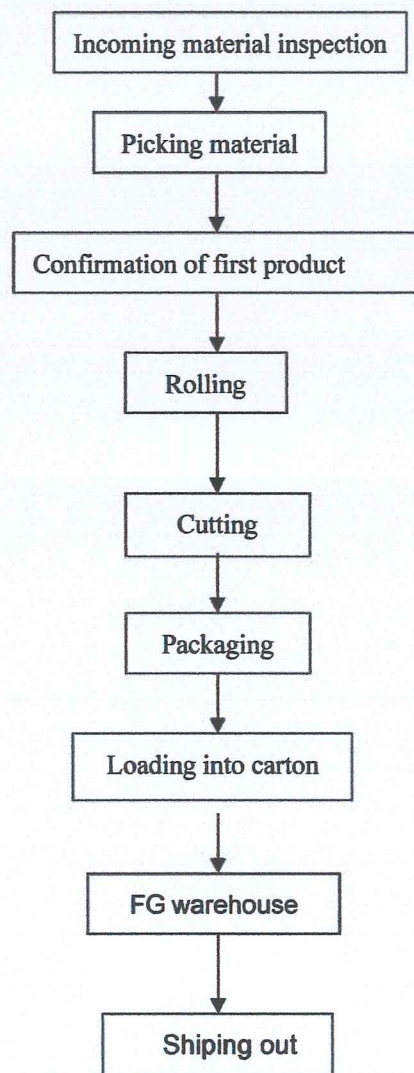 Incoming material inspection
Picking material
Confirmation of first product
Rolling
Cutting
Packaging
Loading into carton
FG warehouse
Shiping out